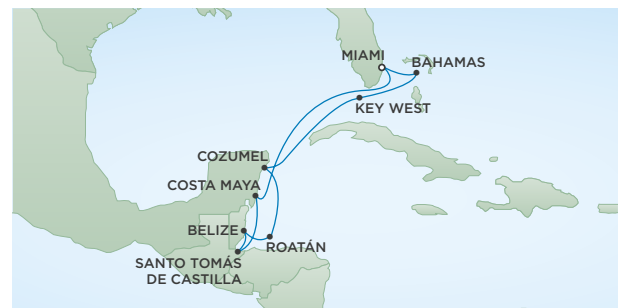 MIAMI
BAHAMAS
KEY WEST
COZUMEL
COSTA MAYA
BELIZE
ROATÁN
SANTO TOMÁS
DE CASTILLA